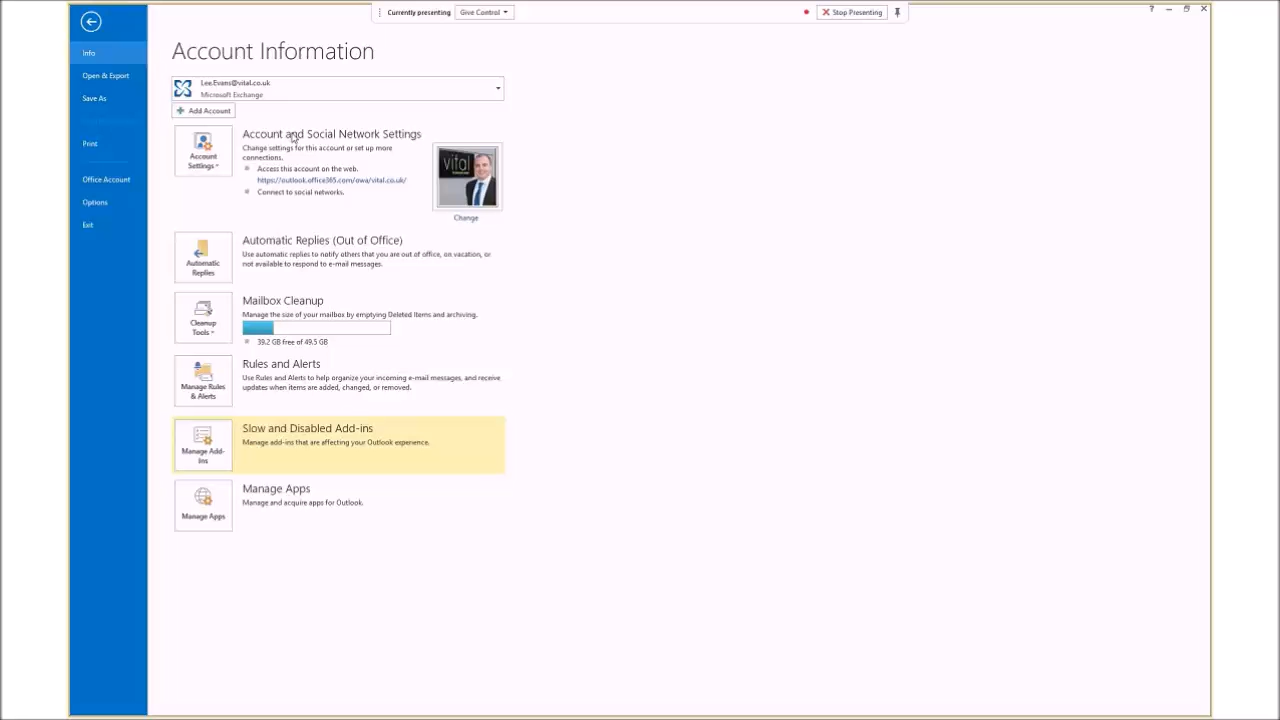 Currently presenting
Give Control
Stop Presenting
?
Account Information
Info
Open & Export
Save As
Print
Office Account
Options
Exit
Lee.Evans@vital.co.uk
Microsoft Exchange
Add Account
Account Settings
Account and Social Network Settings
Change settings for this account or set up more
connections.
Access this account on the web.
https://outlook.office365.com/owa/vital.co.uk/
Connect to social networks.
vital
Change
Automatic
Replies
Automatic Replies (Out of Office)
Use automatic replies to notify others that you are out of office, on vacation, or
not available to respond to e-mail messages.
Cleanup
Tools
Mailbox Cleanup
Manage the size of your mailbox by emptying Deleted Items and archiving.
39.2 GB free of 49.5 GB
Manage Rules
& Alerts
Rules and Alerts
Use Rules and Alerts to help organize your incoming e-mail messages, and receive
updates when items are added, changed, or removed.
Manage Add-
Ins
Slow and Disabled Add-ins
Manage add-ins that are affecting your Outlook experience.
Manage Apps
Manage Apps
Manage and acquire apps for Outlook.